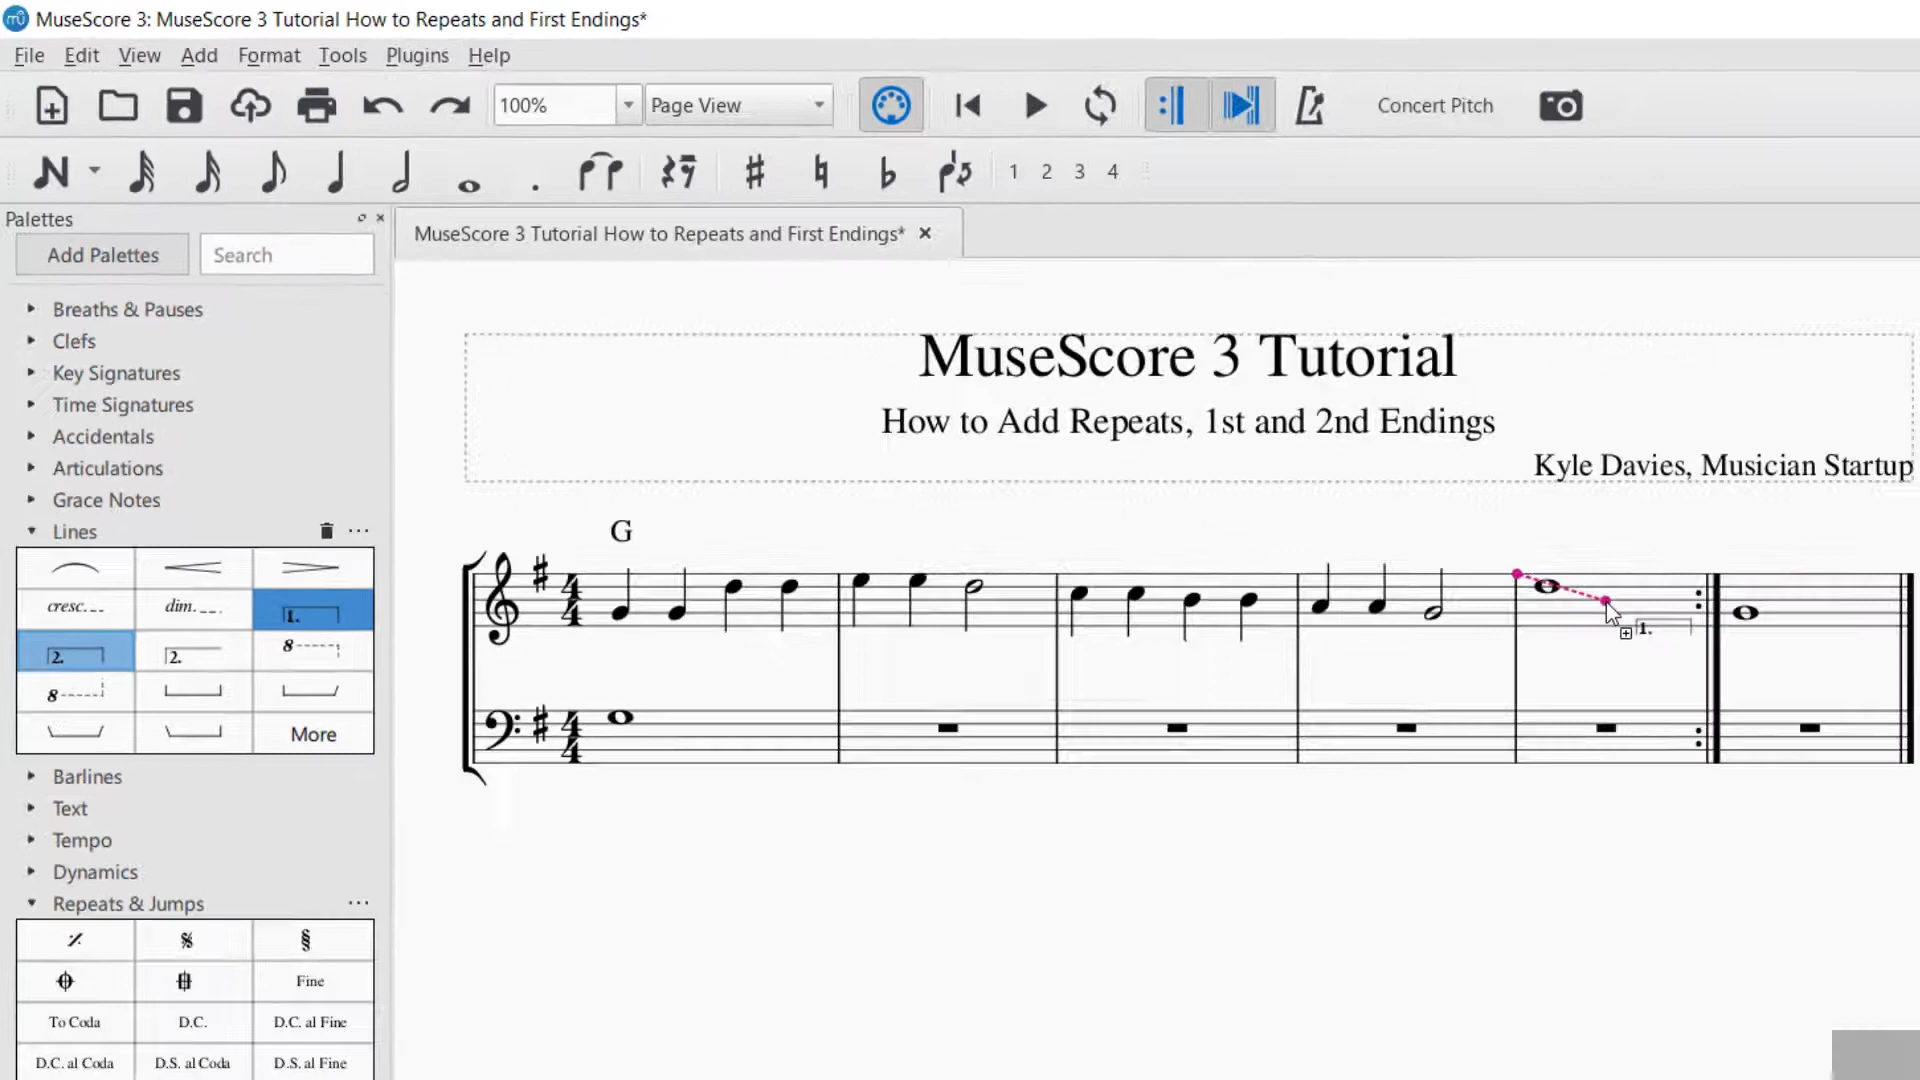 MuseScore 3: MuseScore 3 Tutorial How to Repeats and First Endings*
File Edit View Add Format Tools Plugins Help
100% Page View Concert Pitch
1 2 3 4
Palettes
Add Palettes Search
MuseScore 3 Tutorial How to Repeats and First Endings*
Breaths & Pauses
Clefs
Key Signatures
Time Signatures
Accidentals
Articulations
Grace Notes
Lines
cresc. dim. 1.
2. 2. 8
8
More
Barlines
Text
Tempo
Dynamics
Repeats & Jumps
Fine
To Coda D.C. D.C. al Fine
D.C. al Coda D.S. al Coda D.S. al Fine
MuseScore 3 Tutorial
How to Add Repeats, 1st and 2nd Endings
Kyle Davies, Musician Startup
G
4
4
1.
4
4